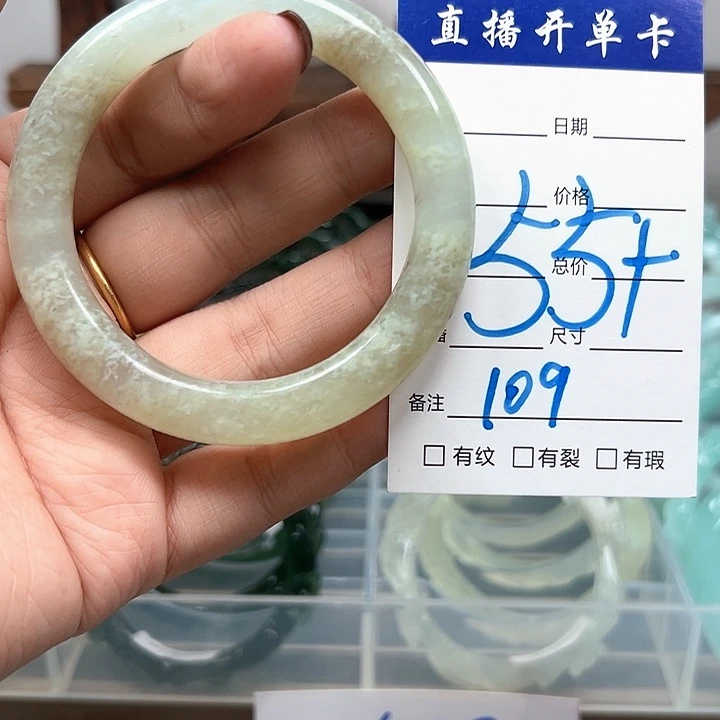 直播开单卡
日期
价格
55+
总价
尺寸
备注 109
□ 有纹 □ 有裂 □ 有瑕